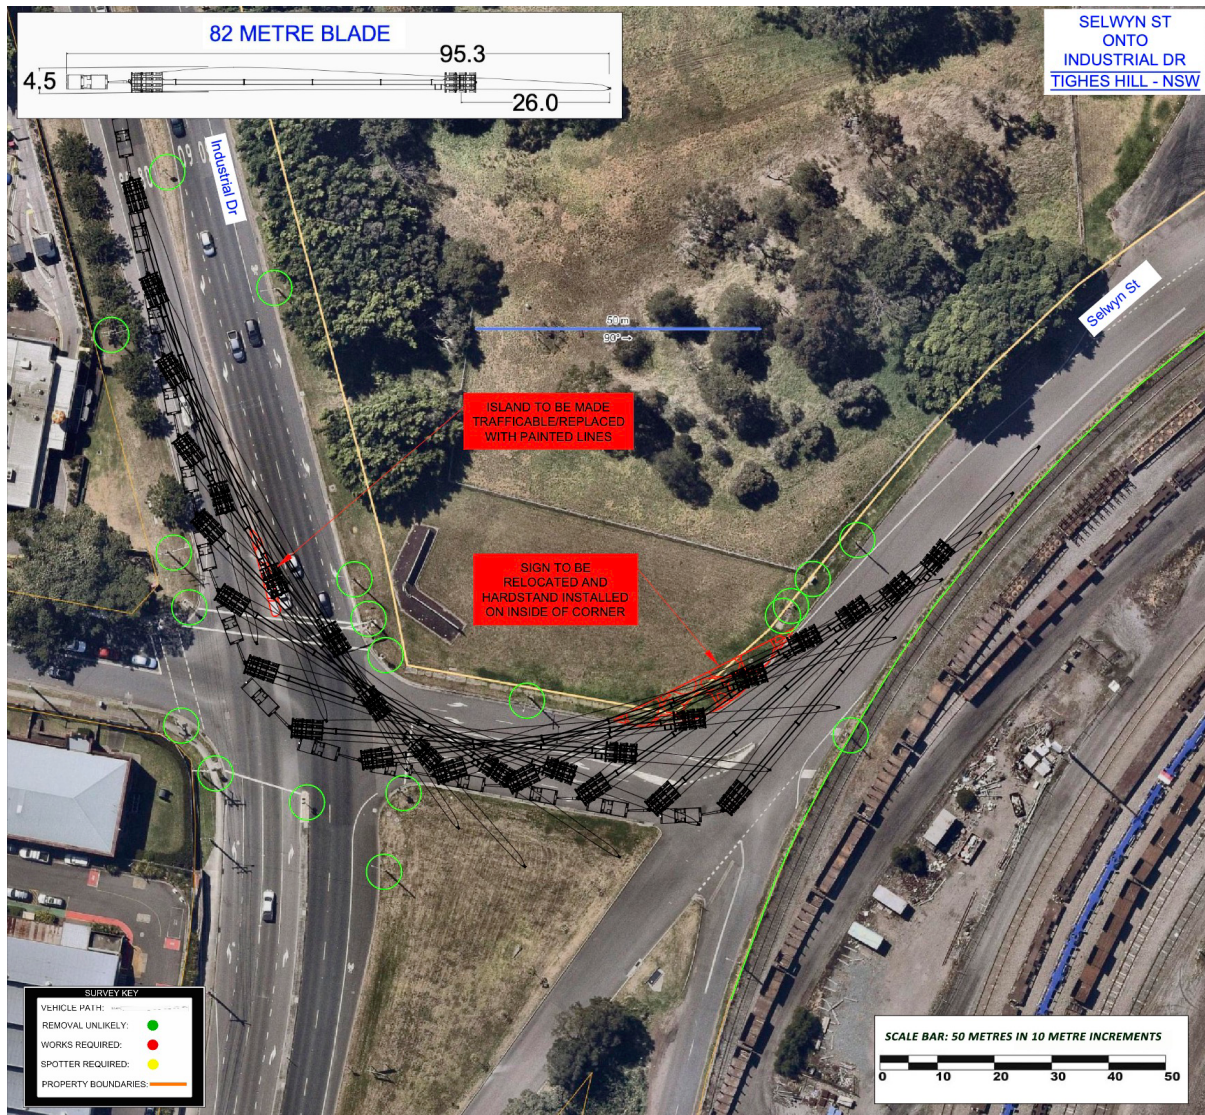 82 METRE BLADE
95.3
4.5
26.0
SELWYN ST
ONTO
INDUSTRIAL DR
TIGHES HILL - NSW
Industrial Dr
50 m
90° →
Selwyn St
ISLAND TO BE MADE
TRAFFICABLE/REPLACED
WITH PAINTED LINES
SIGN TO BE
RELOCATED AND
HARDSTAND INSTALLED
ON INSIDE OF CORNER
SURVEY KEY
VEHICLE PATH:
REMOVAL UNLIKELY:
WORKS REQUIRED:
SPOTTER REQUIRED:
PROPERTY BOUNDARIES:
SCALE BAR: 50 METRES IN 10 METRE INCREMENTS
0 10 20 30 40 50